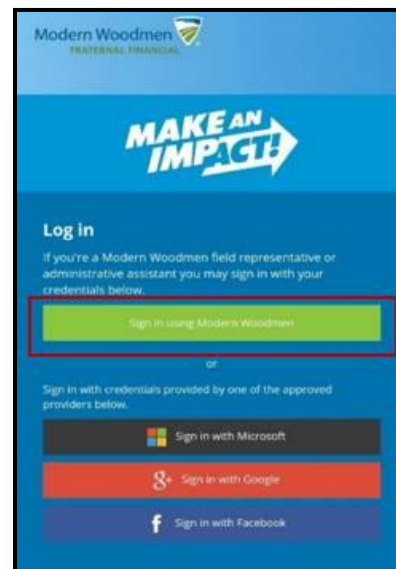 Modern Woodmen
FRATERNAL FINANCIAL
MAKE AN
IMPACT!
Log in
If you're a Modern Woodmen field representative or
administrative assistant you may sign in with your
credentials below.
Sign in using Modern Woodmen
or
Sign in with credentials provided by one of the approved
providers below.
Sign in with Microsoft
g+ Sign in with Google
f Sign in with Facebook